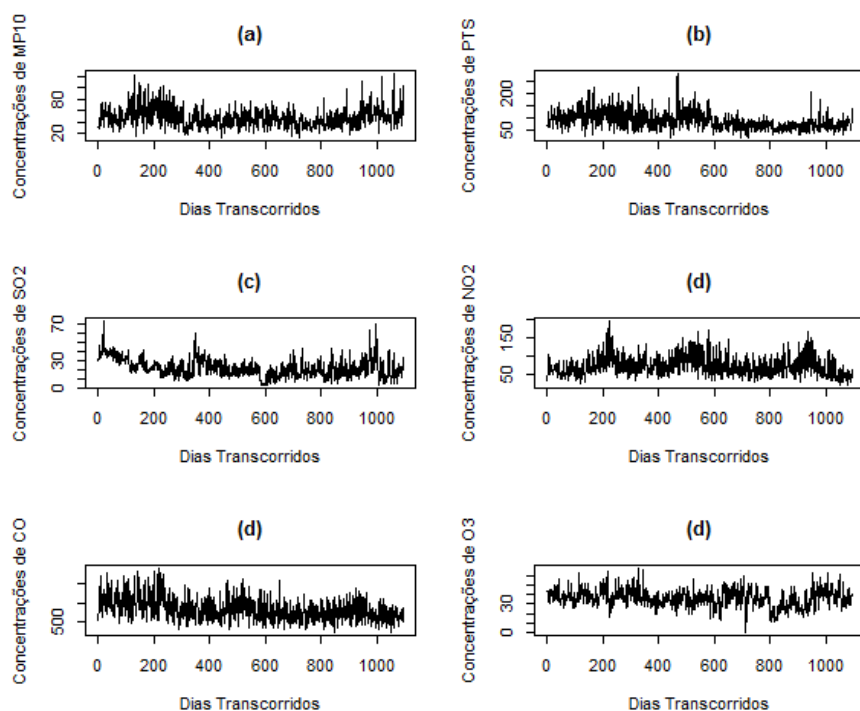 (a)
Concentrações de MP10
80
20
0 200 400 600 800 1000
Dias Transcorridos
(b)
Concentrações de PTS
200
50
0 200 400 600 800 1000
Dias Transcorridos
(c)
Concentrações de SO2
70
30
0
0 200 400 600 800 1000
Dias Transcorridos
(d)
Concentrações de NO2
150
50
0 200 400 600 800 1000
Dias Transcorridos
(d)
Concentrações de CO
500
0 200 400 600 800 1000
Dias Transcorridos
(d)
Concentrações de O3
30
0
0 200 400 600 800 1000
Dias Transcorridos